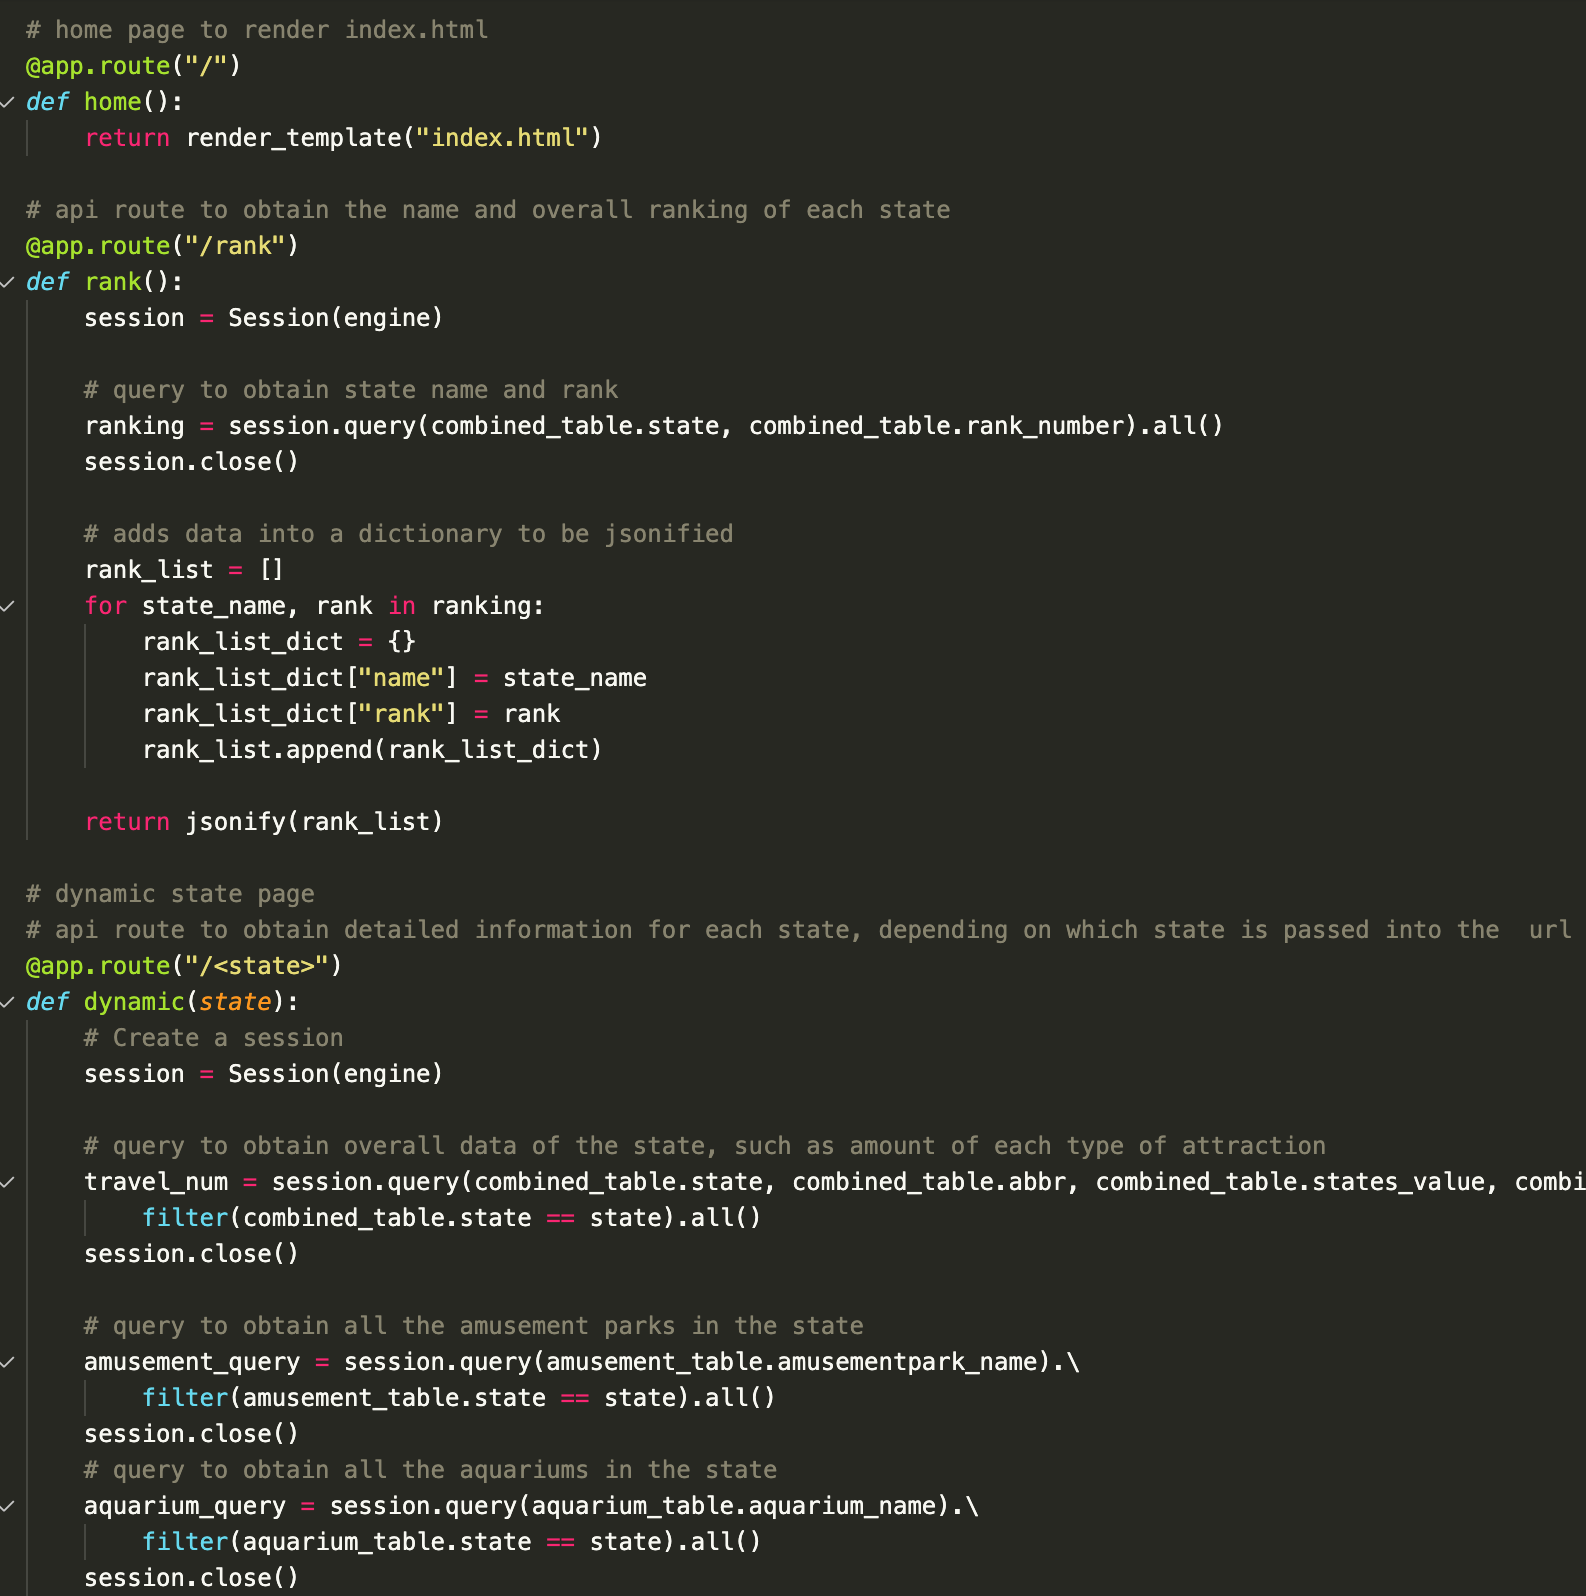 # home page to render index.html
@app.route("/")
def home():
    return render_template("index.html")

# api route to obtain the name and overall ranking of each state
@app.route("/rank")
def rank():
    session = Session(engine)

    # query to obtain state name and rank
    ranking = session.query(combined_table.state, combined_table.rank_number).all()
    session.close()

    # adds data into a dictionary to be jsonified
    rank_list = []
    for state_name, rank in ranking:
        rank_list_dict = {}
        rank_list_dict["name"] = state_name
        rank_list_dict["rank"] = rank
        rank_list.append(rank_list_dict)

    return jsonify(rank_list)

# dynamic state page
# api route to obtain detailed information for each state, depending on which state is passed into the  url
@app.route("/<state>")
def dynamic(state):
    # Create a session
    session = Session(engine)

    # query to obtain overall data of the state, such as amount of each type of attraction
    travel_num = session.query(combined_table.state, combined_table.abbr, combined_table.states_value, combi
        filter(combined_table.state == state).all()
    session.close()

    # query to obtain all the amusement parks in the state
    amusement_query = session.query(amusement_table.amusementpark_name).\
        filter(amusement_table.state == state).all()
    session.close()
    # query to obtain all the aquariums in the state
    aquarium_query = session.query(aquarium_table.aquarium_name).\
        filter(aquarium_table.state == state).all()
    session.close()